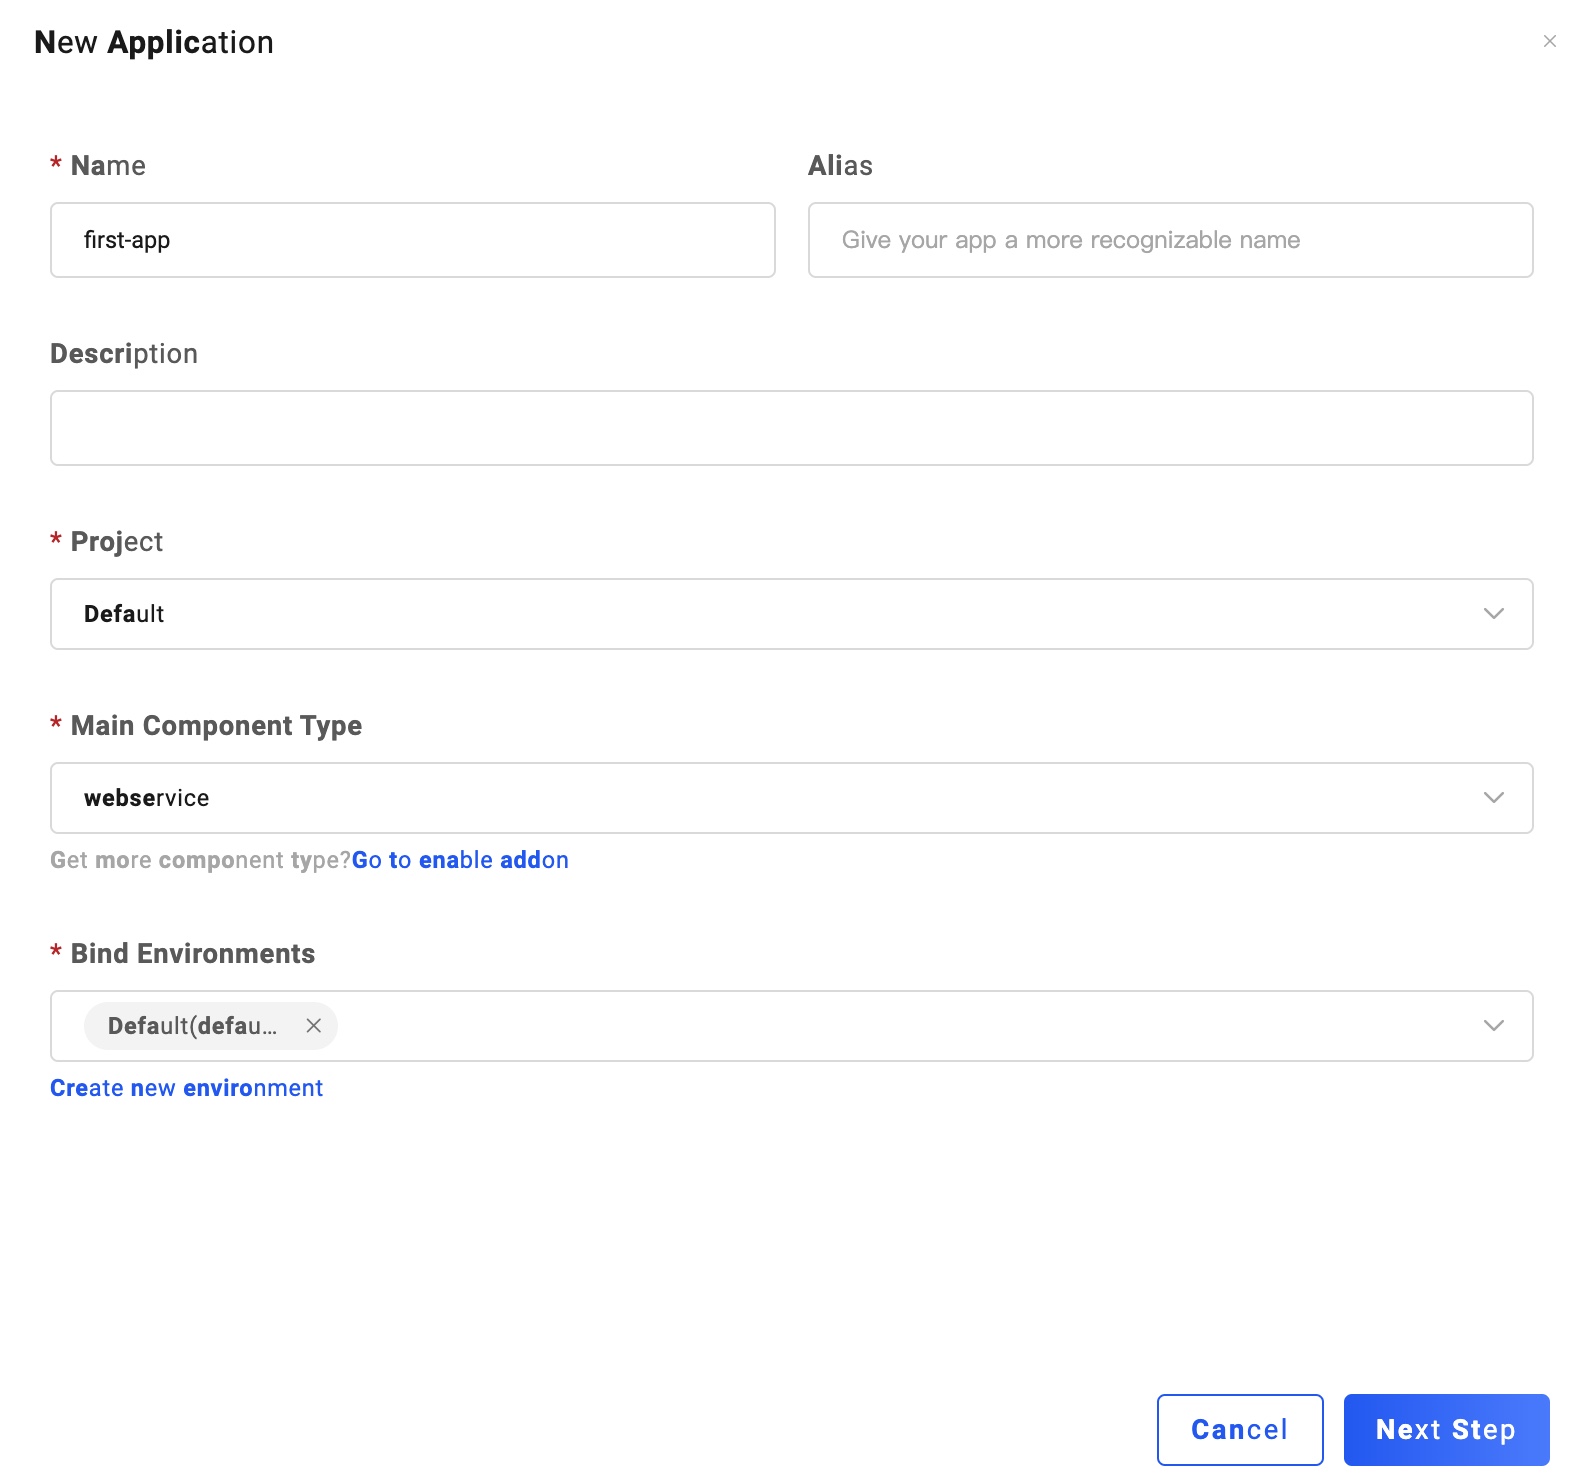 New Application
* Name
Alias
first-app
Give your app a more recognizable name
Description
* Project
Default
* Main Component Type
webservice
Get more component type?Go to enable addon
* Bind Environments
Default(defau...
Create new environment
Cancel
Next Step